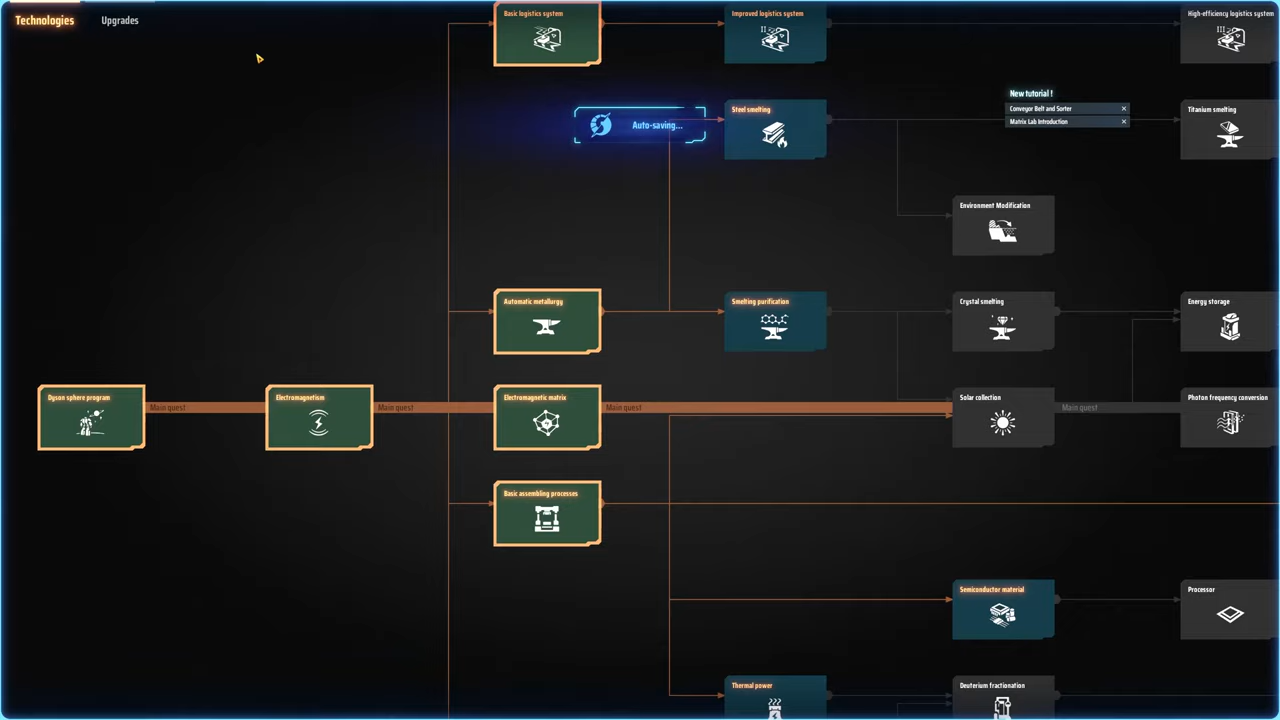 Technologies
Upgrades
Basic logistics system
Improved logistics system
High-efficiency logistics system
New tutorial !
Conveyor Belt and Sorter
Matrix Lab Introduction
Auto-saving...
Steel smelting
Titanium smelting
Environment Modification
Automatic metallurgy
Smelting purification
Crystal smelting
Energy storage
Dyson sphere program
Main quest
Electromagnetism
Main quest
Electromagnetic matrix
Main quest
Solar collection
Main quest
Photon frequency conversion
Basic assembling processes
Semiconductor material
Processor
Thermal power
Deuterium fractionation